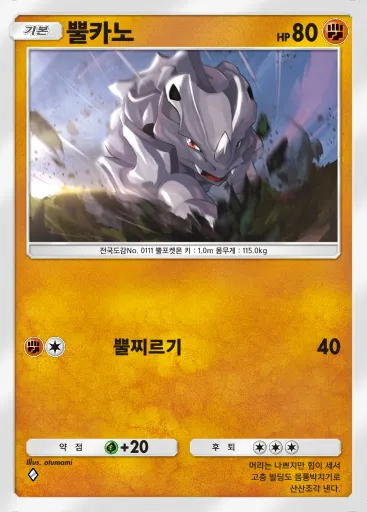 기본 뿔카노 HP 80
전국도감No. 0111 뿔포켓몬 키 : 1.0m 몸무게 : 115.0kg
뿔찌르기 40
약점 +20 후퇴
Illus. otumami
머리는 나쁘지만 힘이 세서
고층 빌딩도 몸통박치기로
산산조각 낸다.